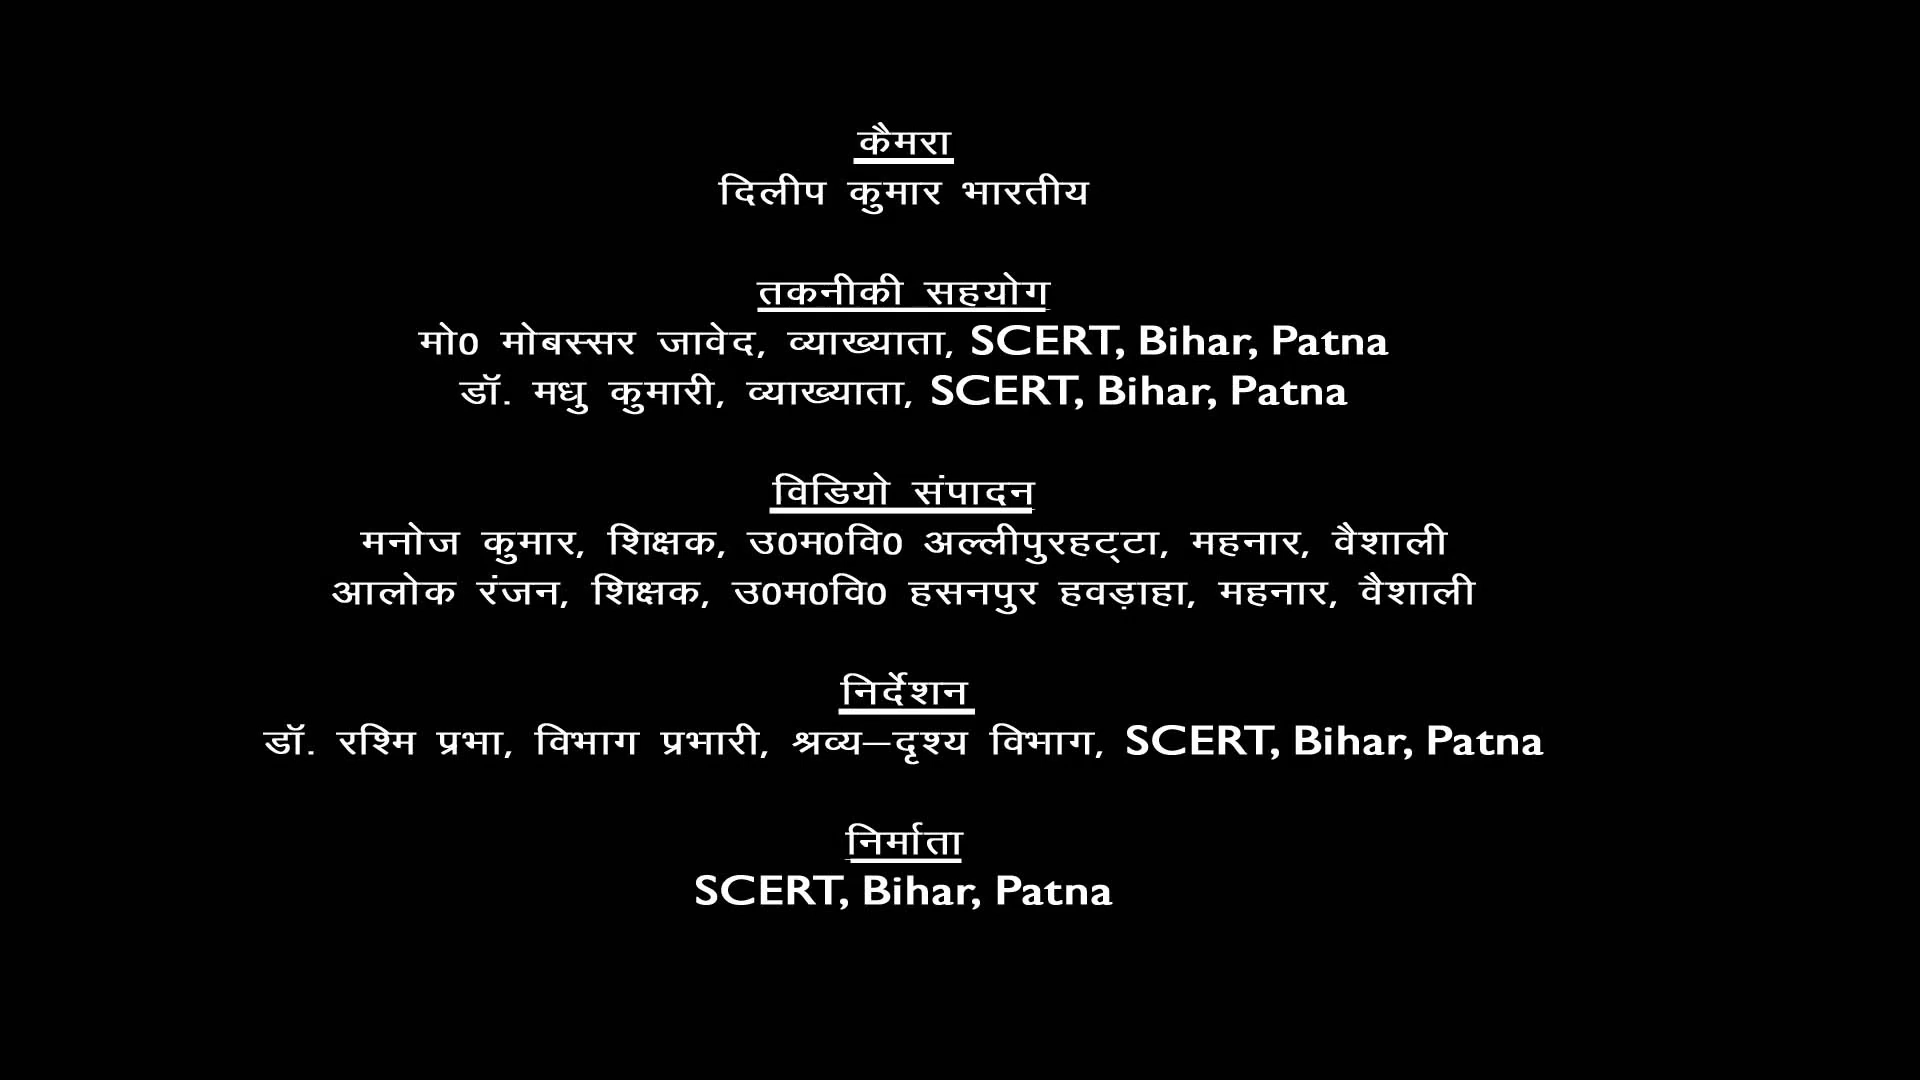 कैमरा
दिलीप कुमार भारतीय
तकनीकी सहयोग
मो0 मोबस्सर जावेद, व्याख्याता, SCERT, Bihar, Patna
डॉ. मधु कुमारी, व्याख्याता, SCERT, Bihar, Patna
विडियो संपादन
मनोज कुमार, शिक्षक, उ0म0वि0 अल्लीपुरहट्टा, महनार, वैशाली
आलोक रंजन, शिक्षक, उ0म0वि0 हसनपुर हवड़ाहा, महनार, वैशाली
निर्देशन
डॉ. रश्मि प्रभा, विभाग प्रभारी, श्रव्य–दृश्य विभाग, SCERT, Bihar, Patna
निर्माता
SCERT, Bihar, Patna